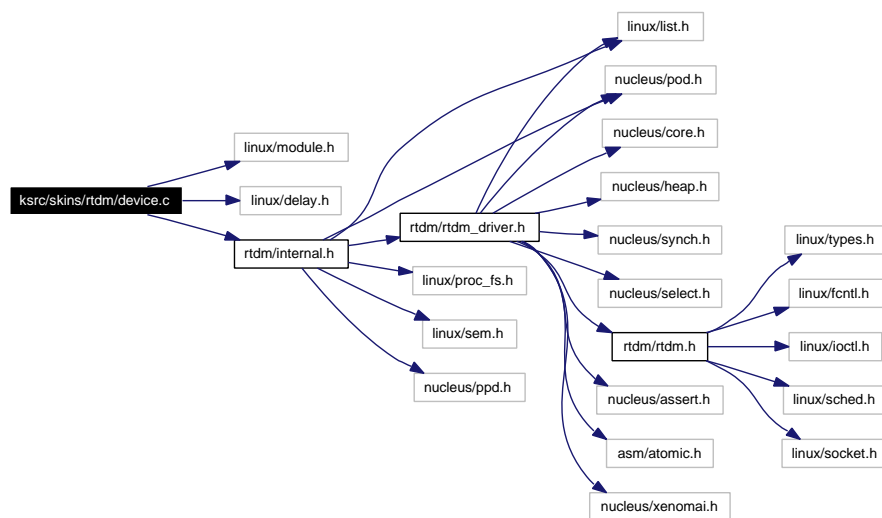 linux/list.h
nucleus/pod.h
nucleus/core.h
linux/module.h
nucleus/heap.h
ksrc/skins/rtdm/device.c
linux/delay.h
rtdm/rtdm_driver.h
linux/types.h
nucleus/synch.h
rtdm/internal.h
linux/proc_fs.h
nucleus/select.h
linux/fcntl.h
linux/sem.h
rtdm/rtdm.h
linux/ioctl.h
nucleus/ppd.h
nucleus/assert.h
linux/sched.h
asm/atomic.h
linux/socket.h
nucleus/xenomai.h